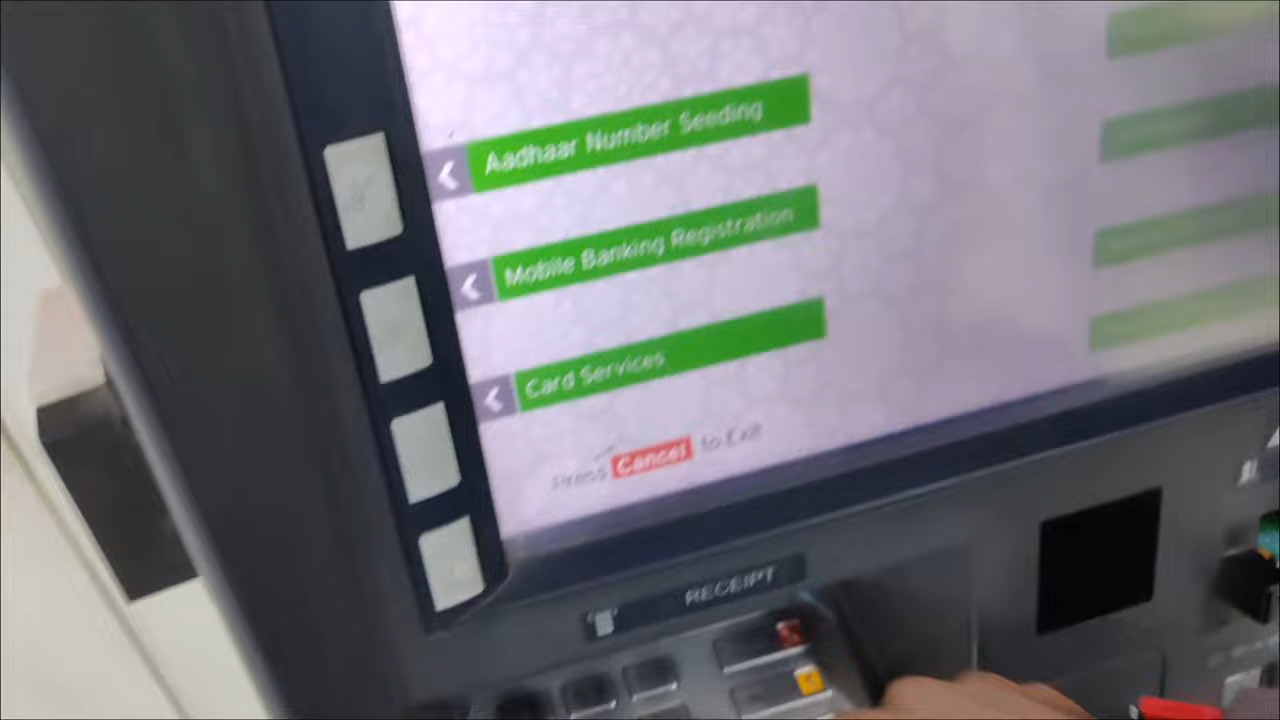 Aadhaar Number Seeding
Mobile Banking Registration
Card Services
Press Cancel to Exit
RECEIPT